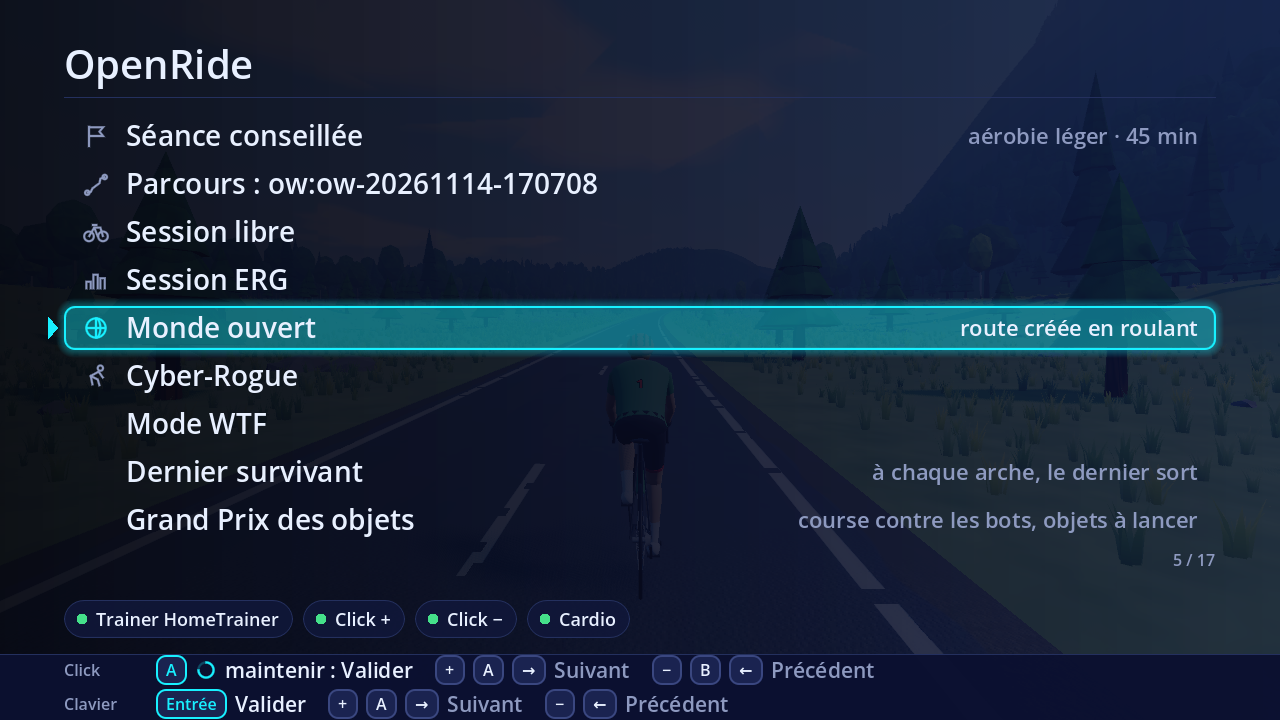 OpenRide
Séance conseillée aérobie léger · 45 min
Parcours : ow:ow-20261114-170708
Session libre
Session ERG
Monde ouvert route créée en roulant
Cyber-Rogue
Mode WTF
Dernier survivant à chaque arche, le dernier sort
Grand Prix des objets course contre les bots, objets à lancer
5 / 17
Trainer HomeTrainer Click + Click − Cardio
Click A maintenir : Valider + A → Suivant − B ← Précédent
Clavier Entrée Valider + A → Suivant − ← Précédent